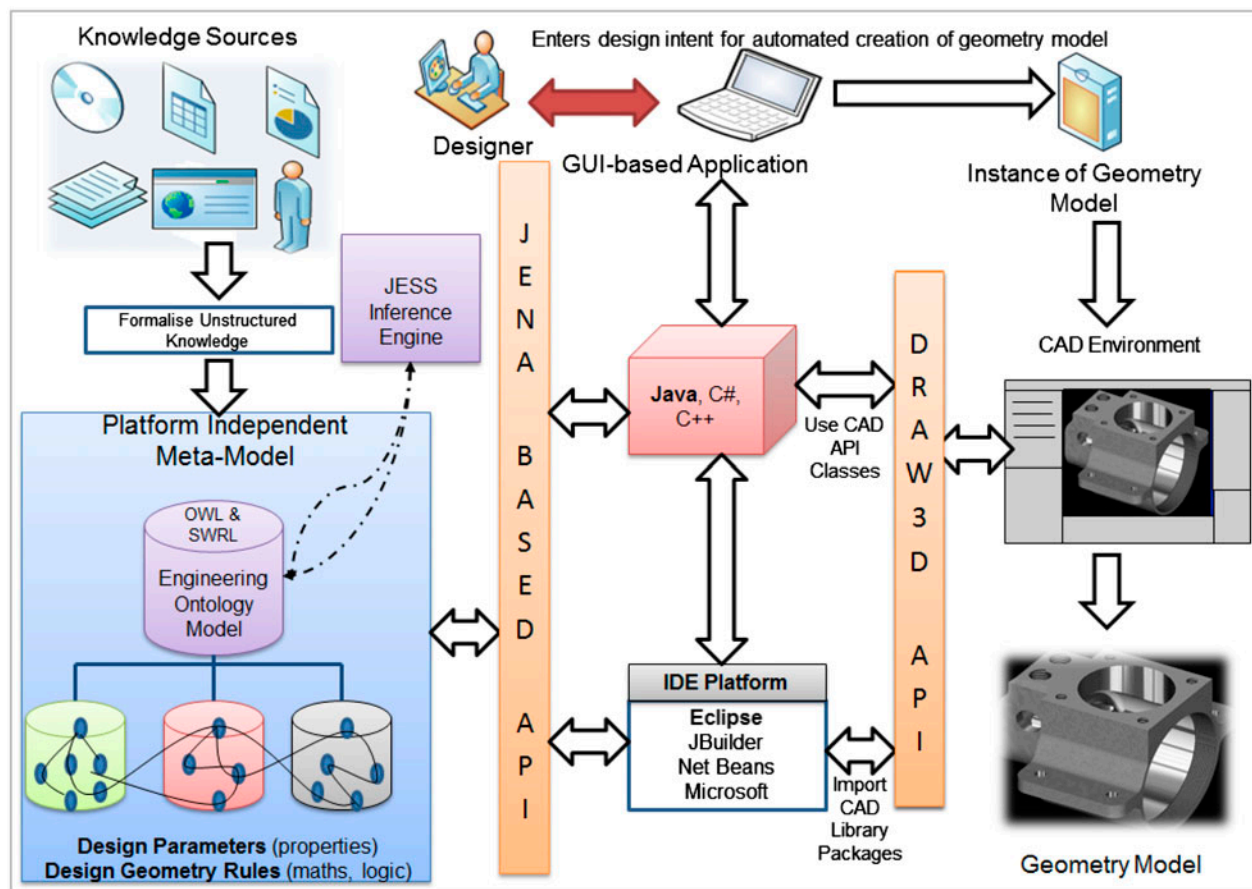 Knowledge Sources
Enters design intent for automated creation of geometry model
Designer
GUI-based Application
Instance of Geometry
Model
Formalise Unstructured
Knowledge
JESS
Inference
Engine
Platform Independent
Meta-Model
OWL &
SWRL
Engineering
Ontology
Model
Design Parameters (properties)
Design Geometry Rules (maths, logic)
J
E
N
A
B
A
S
E
D
A
P
I
Java, C#,
C++
Use CAD
API
Classes
IDE Platform
Eclipse
JBuilder
Net Beans
Microsoft
Import
CAD
Library
Packages
D
R
A
W
3
D
A
P
I
CAD Environment
Geometry Model